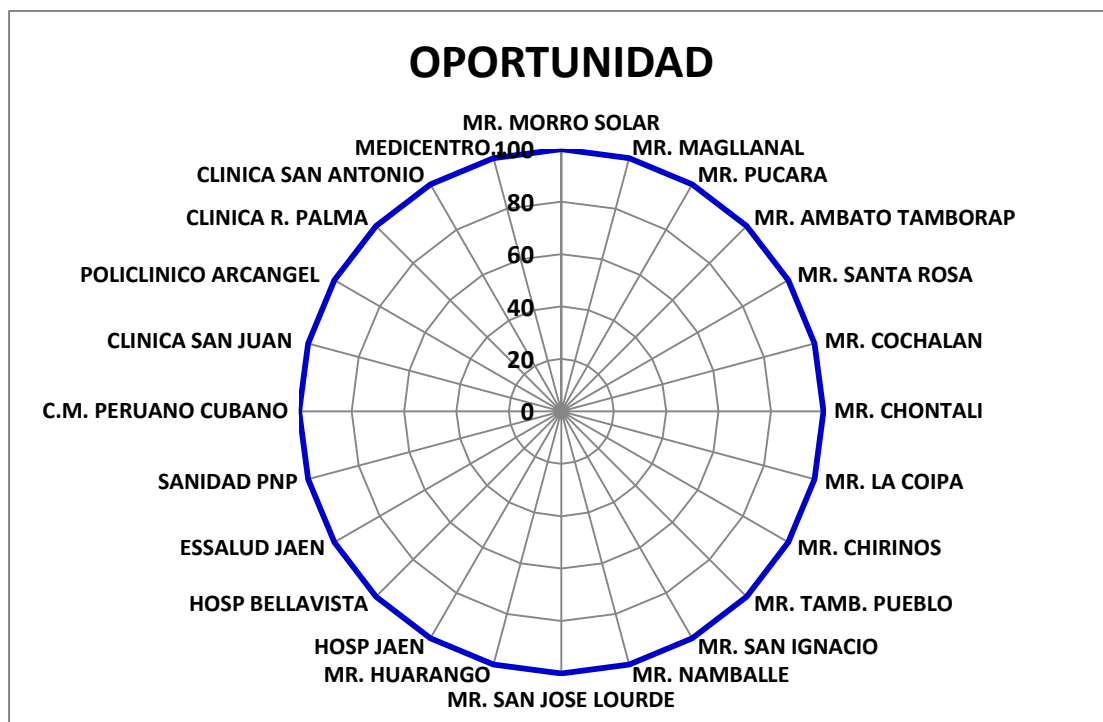 OPORTUNIDAD
MR. MORRO SOLAR
MR. MAGLLANAL
MR. PUCARA
MR. AMBATO TAMBORAP
MR. SANTA ROSA
MR. COCHALAN
MR. CHONTALI
MR. LA COIPA
MR. CHIRINOS
MR. TAMB. PUEBLO
MR. SAN IGNACIO
MR. NAMBALLE
MR. SAN JOSE LOURDE
MR. HUARANGO
HOSP JAEN
HOSP BELLAVISTA
ESSALUD JAEN
SANIDAD PNP
C.M. PERUANO CUBANO
CLINICA SAN JUAN
POLICLINICO ARCANGEL
CLINICA R. PALMA
CLINICA SAN ANTONIO
MEDICENTRO
100
80
60
40
20
0